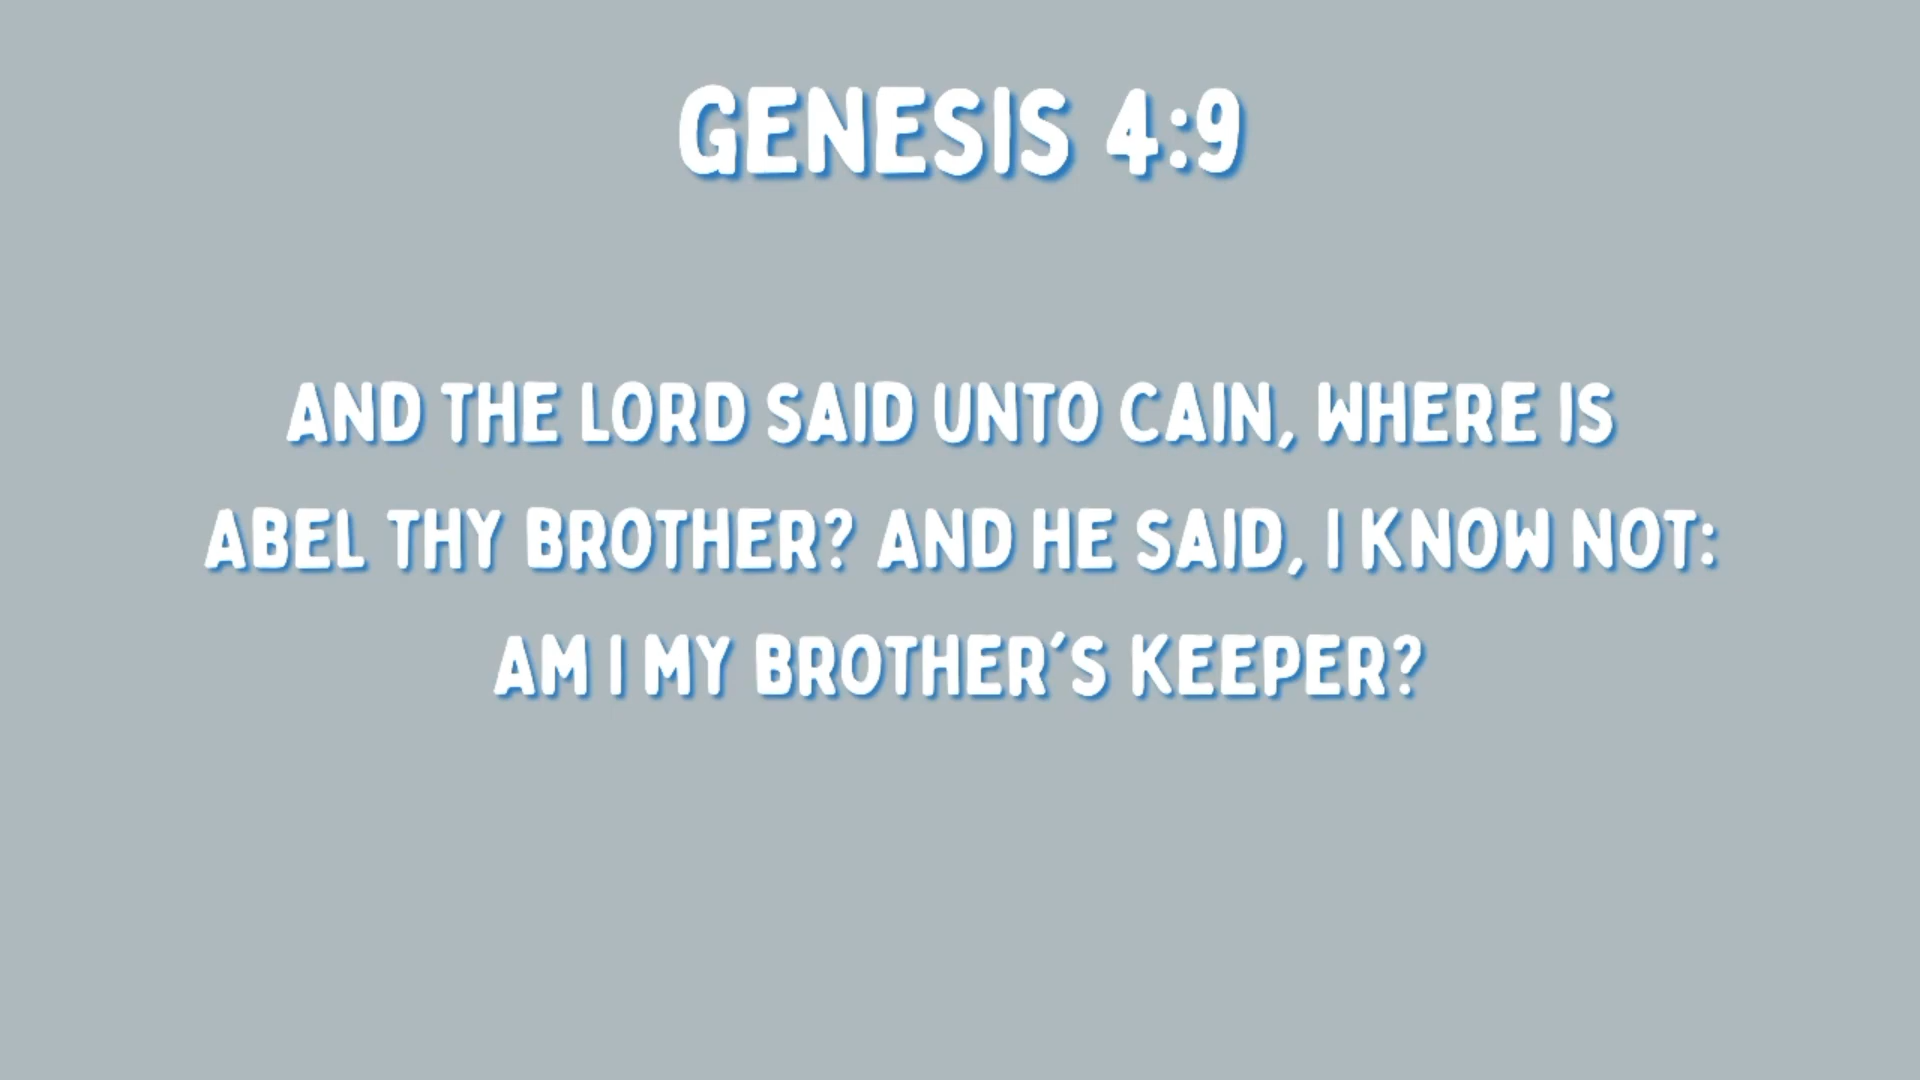 GENESIS 4:9
AND THE LORD SAID UNTO CAIN, WHERE IS
ABEL THY BROTHER? AND HE SAID, I KNOW NOT:
AM I MY BROTHER'S KEEPER?